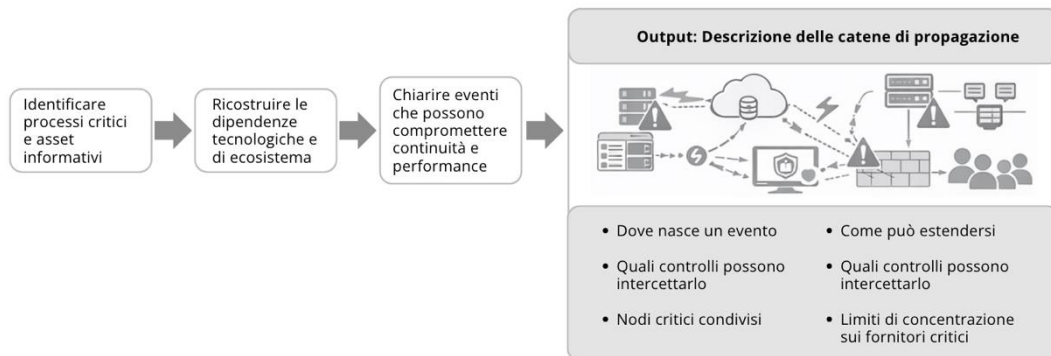 Output: Descrizione delle catene di propagazione
Identificare
processi critici
e asset
informativi
Ricostruire le
dipendenze
tecnologiche e
di ecosistema
Chiarire eventi
che possono
compromettere
continuità e
performance
• Dove nasce un evento
• Quali controlli possono
intercettarlo
• Nodi critici condivisi
• Come può estendersi
• Quali controlli possono
intercettarlo
• Limiti di concentrazione
sui fornitori critici